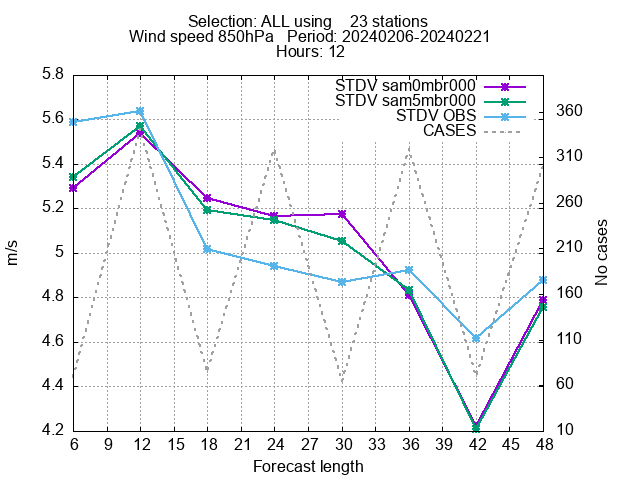 Selection: ALL using    23 stations
Wind speed 850hPa   Period: 20240206-20240221
Hours: 12
STDV sam0mbr000
STDV sam5mbr000
STDV OBS
CASES
5.8
5.6
5.4
5.2
5
4.8
4.6
4.4
4.2
m/s
360
310
260
210
160
110
60
10
No cases
6 12 15 18 21 24 27 30 33 36 39 42 45 48
Forecast length